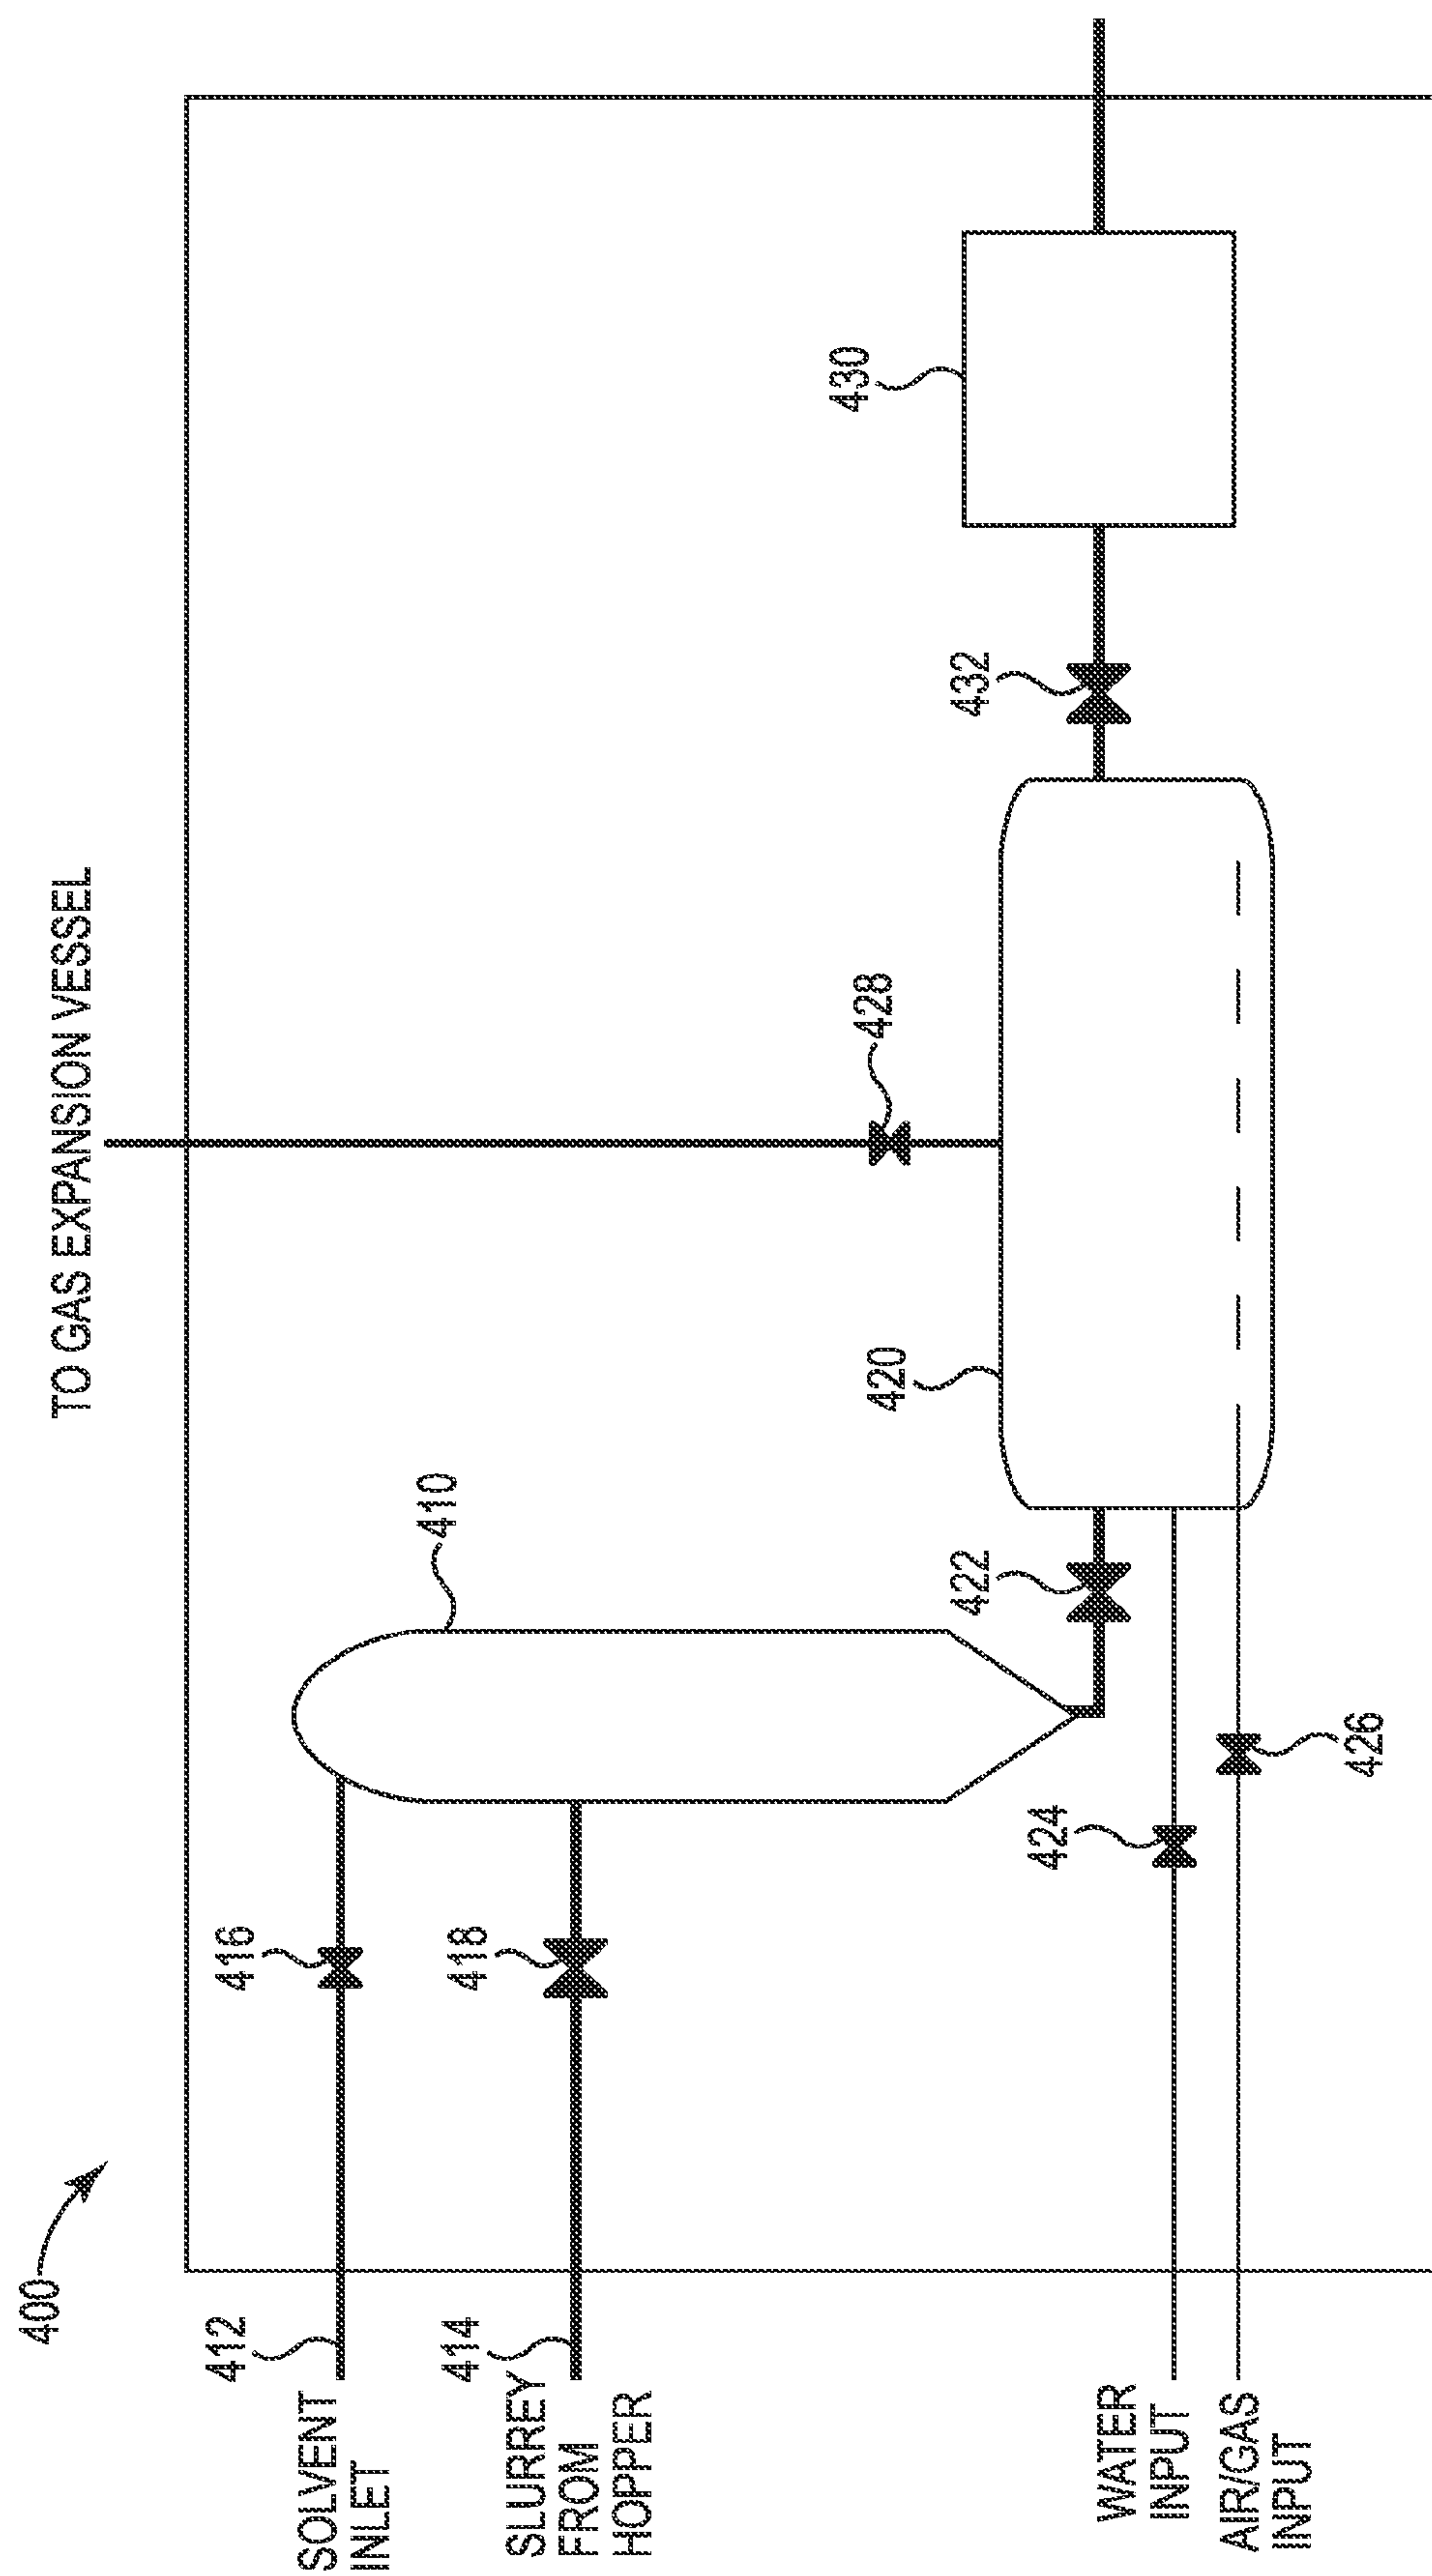 400
TO GAS EXPANSION VESSEL
412
SOLVENT
INLET
416
410
414
SLURREY
FROM
HOPPER
418
428
430
420
422
432
WATER
INPUT
424
AIR/GAS
INPUT
426